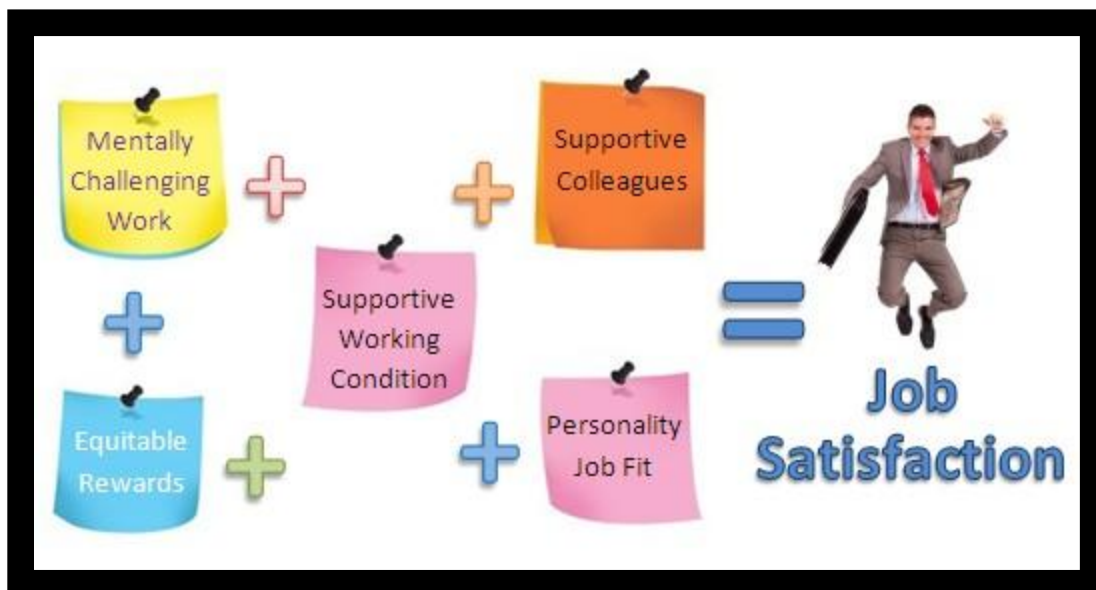 Mentally
Challenging
Work
+
+
Supportive
Colleagues
+
Supportive
Working
Condition
=
Equitable
Rewards
+
+
Personality
Job Fit
Job
Satisfaction